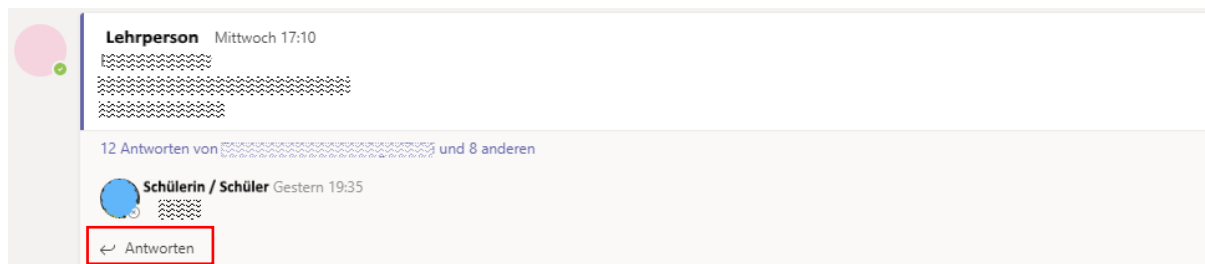 Lehrperson Mittwoch 17:10
12 Antworten von und 8 anderen
Schülerin / Schüler Gestern 19:35
Antworten